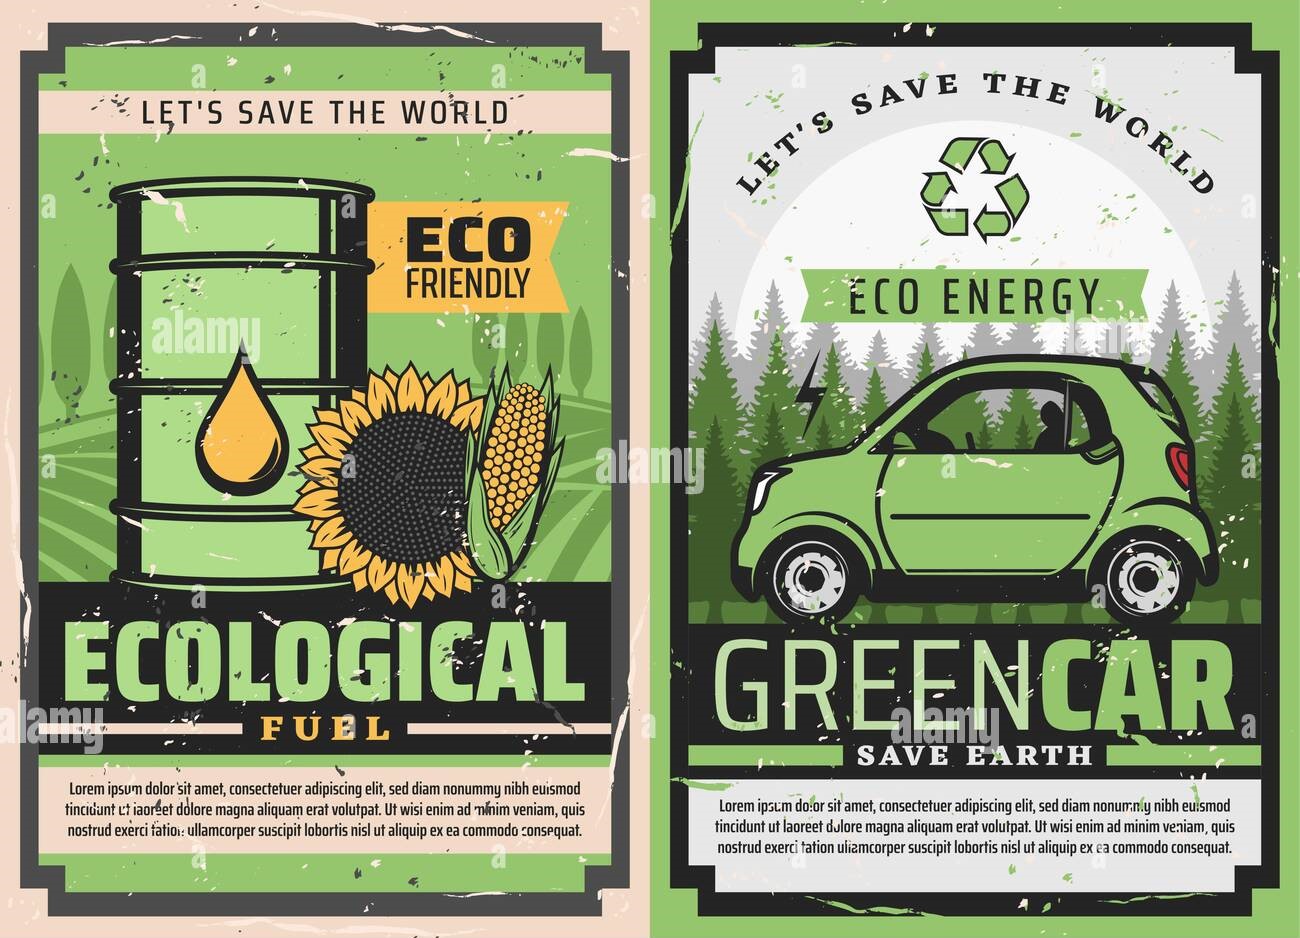 LET'S SAVE THE WORLD
ECO
FRIENDLY
ECOLOGICAL
FUEL
Lorem ipsum dolor sit amet, consectetuer adipiscing elit, sed diam nonummy nibh euismod
tincidunt ut laoreet dolore magna aliquam erat volutpat. Ut wisi enim ad minim veniam, quis
nostrud exerci tation ullamcorper suscipit lobortis nisl ut aliquip ex ea commodo consequat.
LET'S SAVE THE WORLD
ECO ENERGY
GREENCAR
SAVE EARTH
Lorem ipsum dolor sit amet, consectetuer adipiscing elit, sed diam nonummy nibh euismod
tincidunt ut laoreet dolore magna aliquam erat volutpat. Ut wisi enim ad minim veniam, quis
nostrud exerci tation ullamcorper suscipit lobortis nisl ut aliquip ex ea commodo consequat.
alamy
alamy
alamy
alamy
alamy